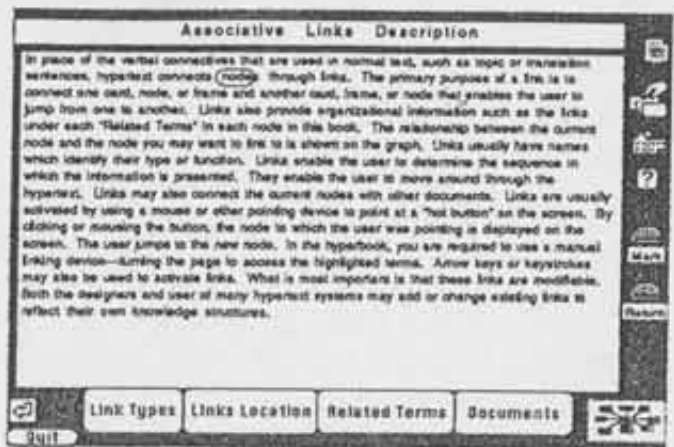 Associative Links Description
In place of the verbal connectives that are used in normal text, such as topic or transition
sentences, hypertext connects nodes through links. The primary purpose of a link is to
connect one card, node, or frame and another card, frame, or node that enables the user to
jump from one to another. Links also provide organizational information such as the links
under each "Related Terms" in each node in this book. The relationship between the current
node and the node you may want to link to is shown on the graph. Links usually have names
which identify their type or function. Links enable the user to determine the sequence in
which the information is presented. They enable the user to move around through the
hypertext. Links may also connect the current nodes with other documents. Links are usually
activated by using a mouse or other pointing device to point at a "hot button" on the screen. By
clicking or mousing the button, the node to which the user was pointing is displayed on the
screen. The user jumps to the new node. In the hyperbook, you are required to use a manual
linking device—turning the page to access the highlighted terms. Arrow keys or keystrokes
may also be used to activate links. What is most important is that these links are modifiable.
Both the designers and user of many hypertext systems may add or change existing links to
reflect their own knowledge structures.
?
Mark
Return
Link Types
Links Location
Related Terms
Documents
Quit